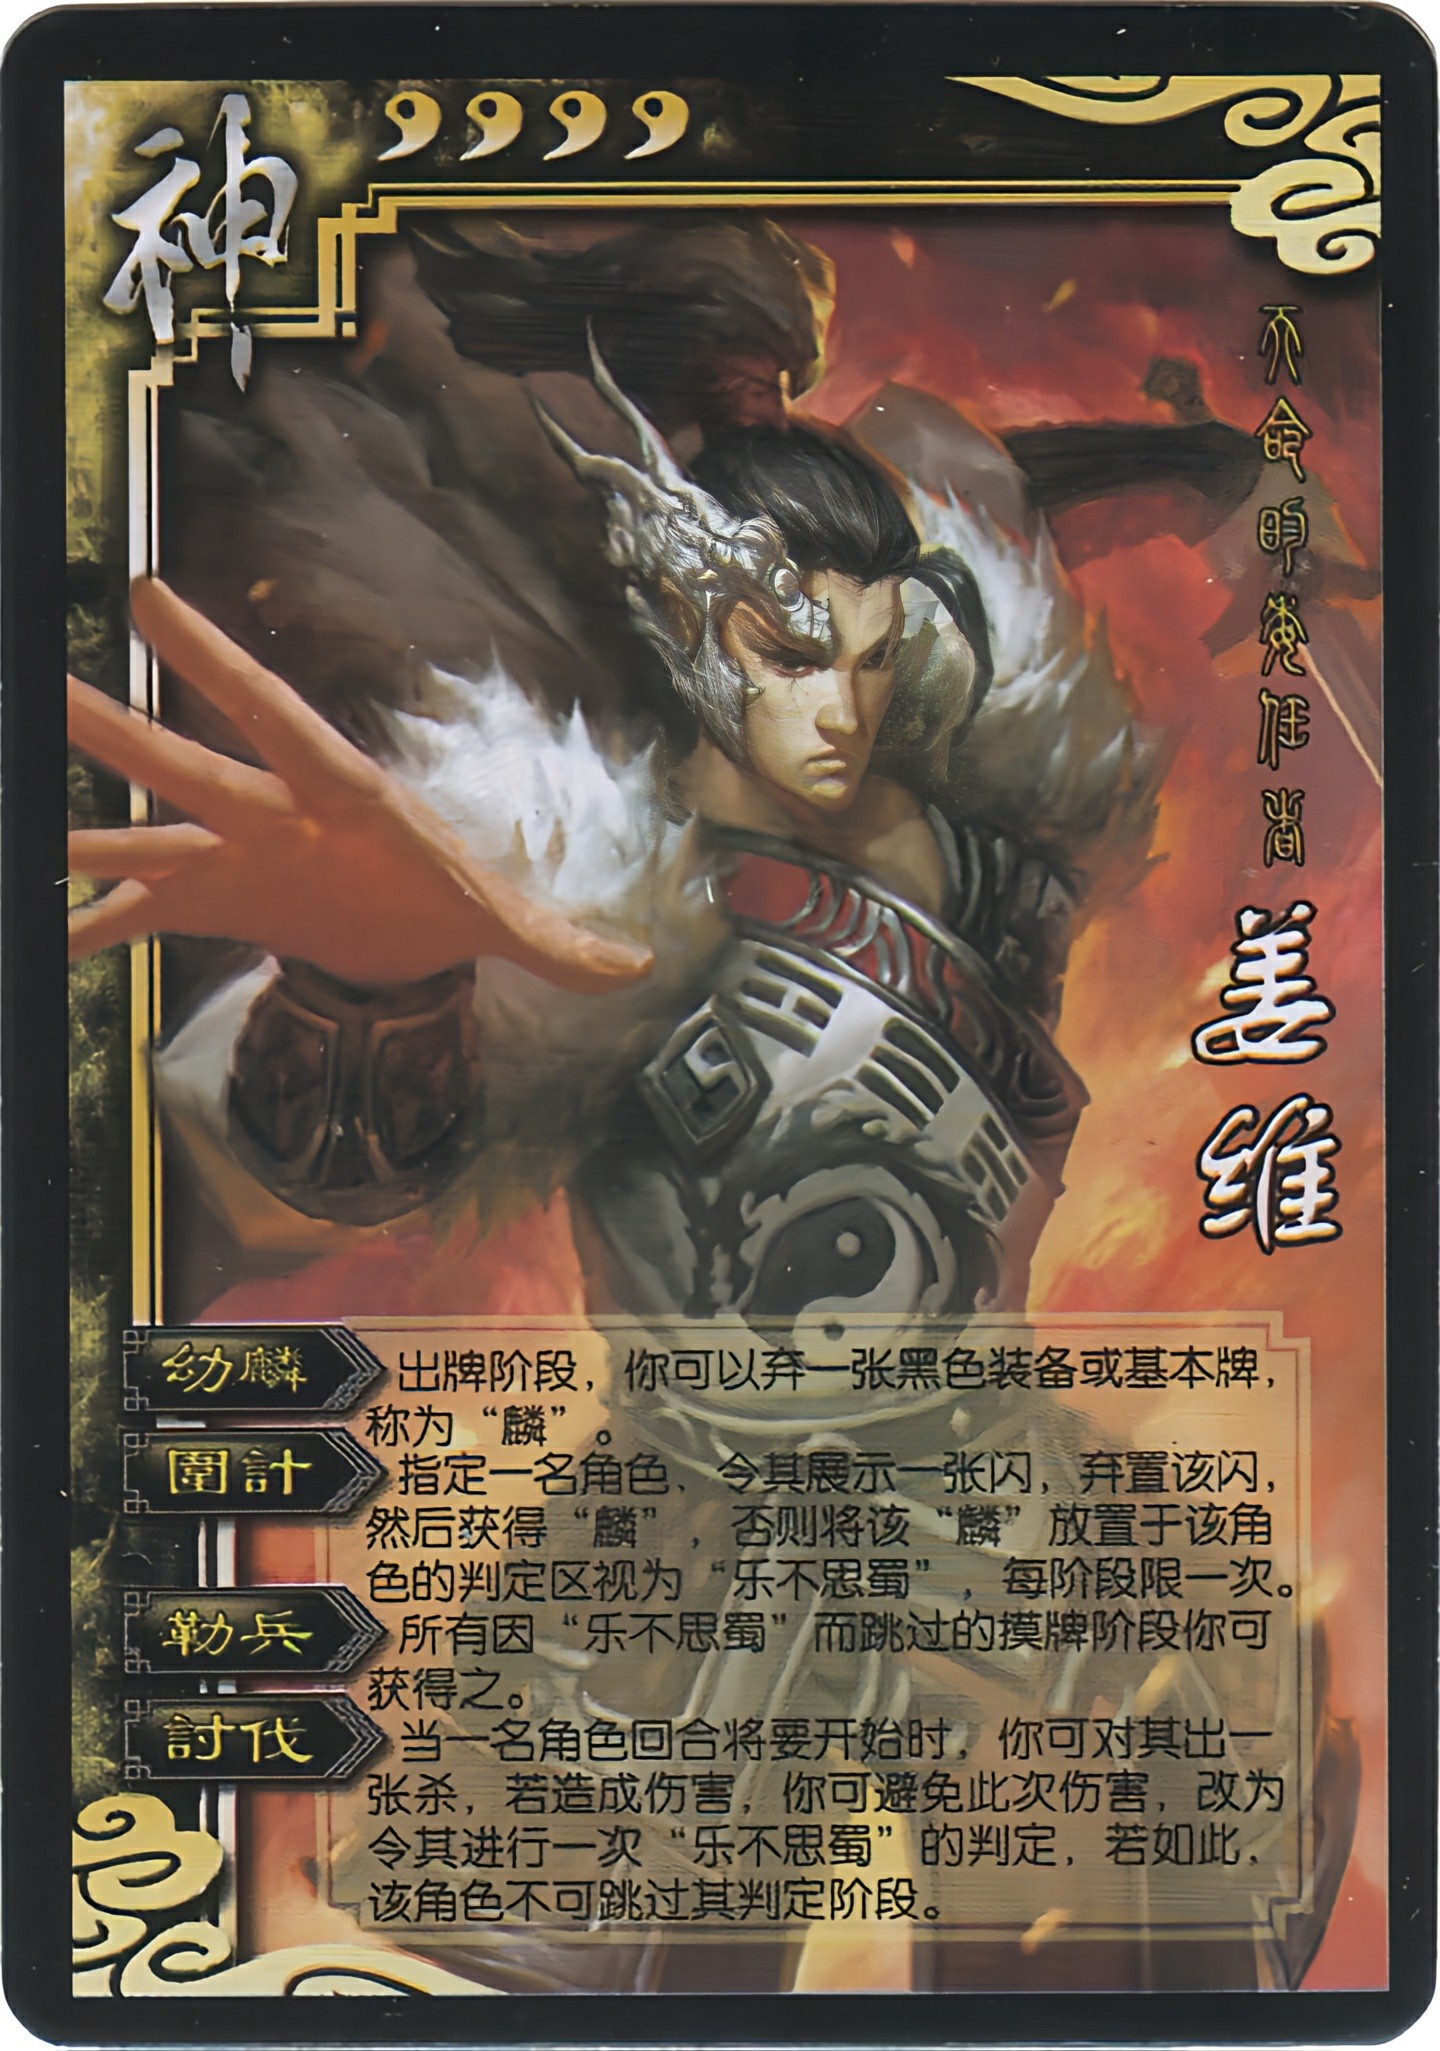 神
天命的委任者
姜维
幼麟
出牌阶段，你可以弃一张黑色装备或基本牌，
称为“麟”。
圍計
指定一名角色，令其展示一张闪，弃置该闪，
然后获得“麟”，否则将该“麟”放置于该角
色的判定区视为“乐不思蜀”，每阶段限一次。
勒兵
所有因“乐不思蜀”而跳过的摸牌阶段你可
获得之。
討伐
当一名角色回合将要开始时，你可对其出一
张杀，若造成伤害，你可避免此次伤害，改为
令其进行一次“乐不思蜀”的判定，若如此，
该角色不可跳过其判定阶段。